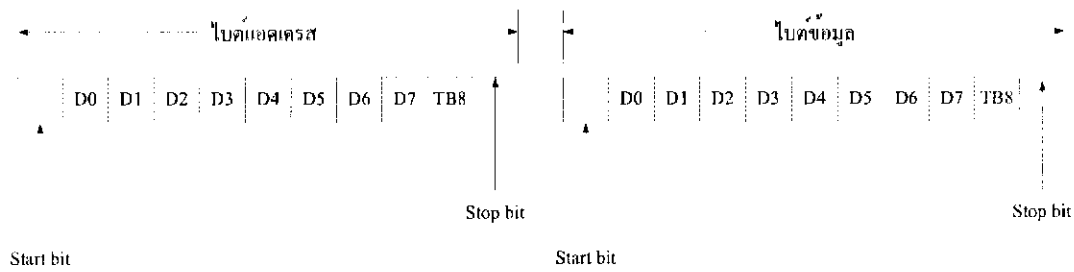 ไบต์แอดเดรส ไบต์ข้อมูล
D0 D1 D2 D3 D4 D5 D6 D7 TB8 D0 D1 D2 D3 D4 D5 D6 D7 TB8
Stop bit Stop bit
Start bit Start bit